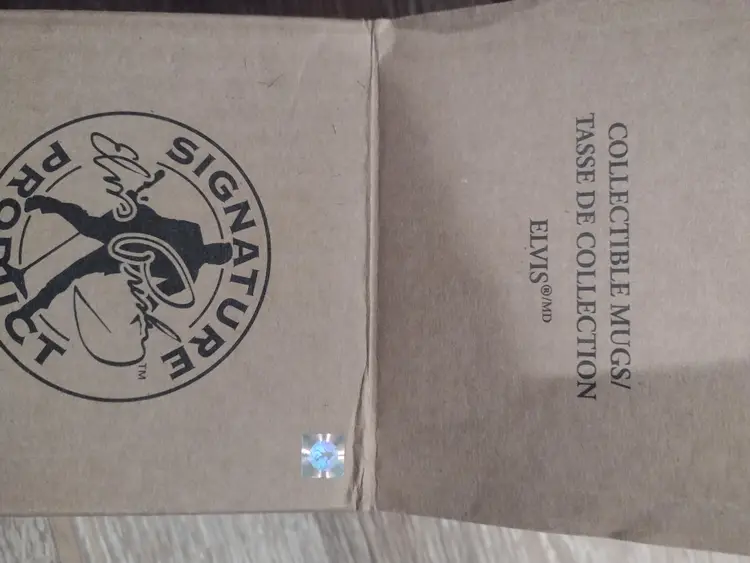 SIGNATURE
PRODUCT
Elvis Presley
TM
COLLECTIBLE MUGS/
TASSE DE COLLECTION
ELVIS®/MD